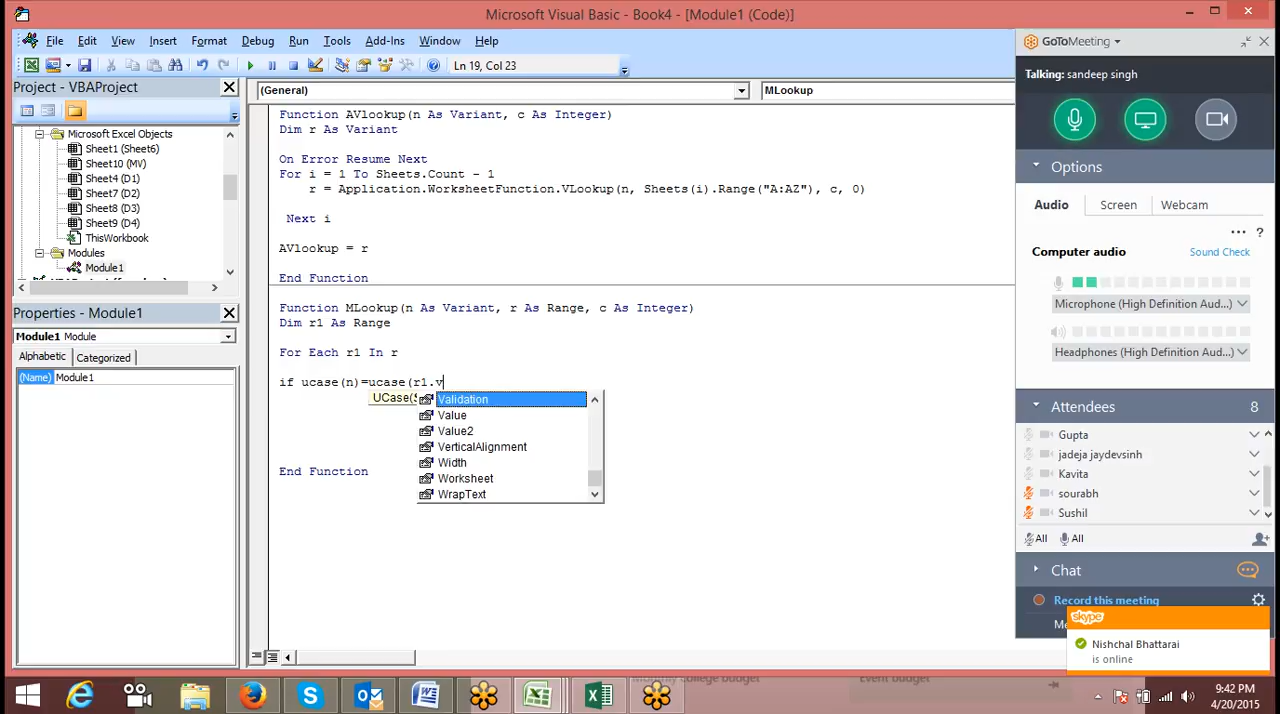 Microsoft Visual Basic - Book4 - [Module1 (Code)]
File Edit View Insert Format Debug Run Tools Add-Ins Window Help
Ln 19, Col 23
Project - VBAProject
Microsoft Excel Objects
Sheet1 (Sheet6)
Sheet10 (MV)
Sheet4 (D1)
Sheet7 (D2)
Sheet8 (D3)
Sheet9 (D4)
ThisWorkbook
Modules
Module1
Properties - Module1
Module1 Module
Alphabetic Categorized
(Name) Module1
(General) MLookup
Function AVlookup(n As Variant, c As Integer)
Dim r As Variant
On Error Resume Next
For i = 1 To Sheets.Count - 1
r = Application.WorksheetFunction.VLookup(n, Sheets(i).Range("A:AZ"), c, 0)
Next i
AVlookup = r
End Function
Function MLookup(n As Variant, r As Range, c As Integer)
Dim r1 As Range
For Each r1 In r
if ucase(n)=ucase(r1.v
UCase(
Validation
Value
Value2
VerticalAlignment
Width
Worksheet
WrapText
End Function
GoToMeeting
Talking: sandeep singh
Options
Audio Screen Webcam
Computer audio Sound Check
Microphone (High Definition Aud...)
Headphones (High Definition Aud...)
Attendees 8
Gupta
jadeja jaydevsinh
Kavita
sourabh
Sushil
All All
Chat
Record this meeting
skype
Nishchal Bhattarai
is online
Monthly College budget Event budget
9:42 PM
4/20/2015